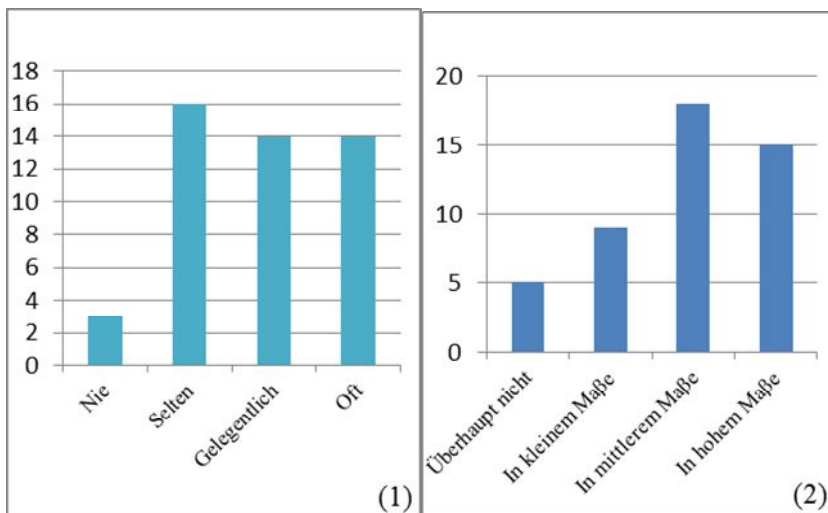 18
16
14
12
10
8
6
4
2
0
Nie
Selten
Gelegentlich
Oft
(1)
20
15
10
5
0
Überhaupt nicht
In kleinem Maße
In mittlerem Maße
In hohem Maße
(2)